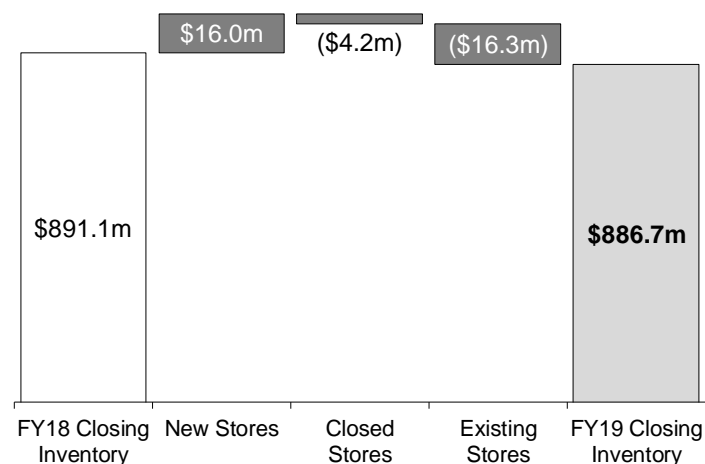 $16.0m
($4.2m)
($16.3m)
$891.1m
$886.7m
FY18 Closing
Inventory
New Stores
Closed
Stores
Existing
Stores
FY19 Closing
Inventory